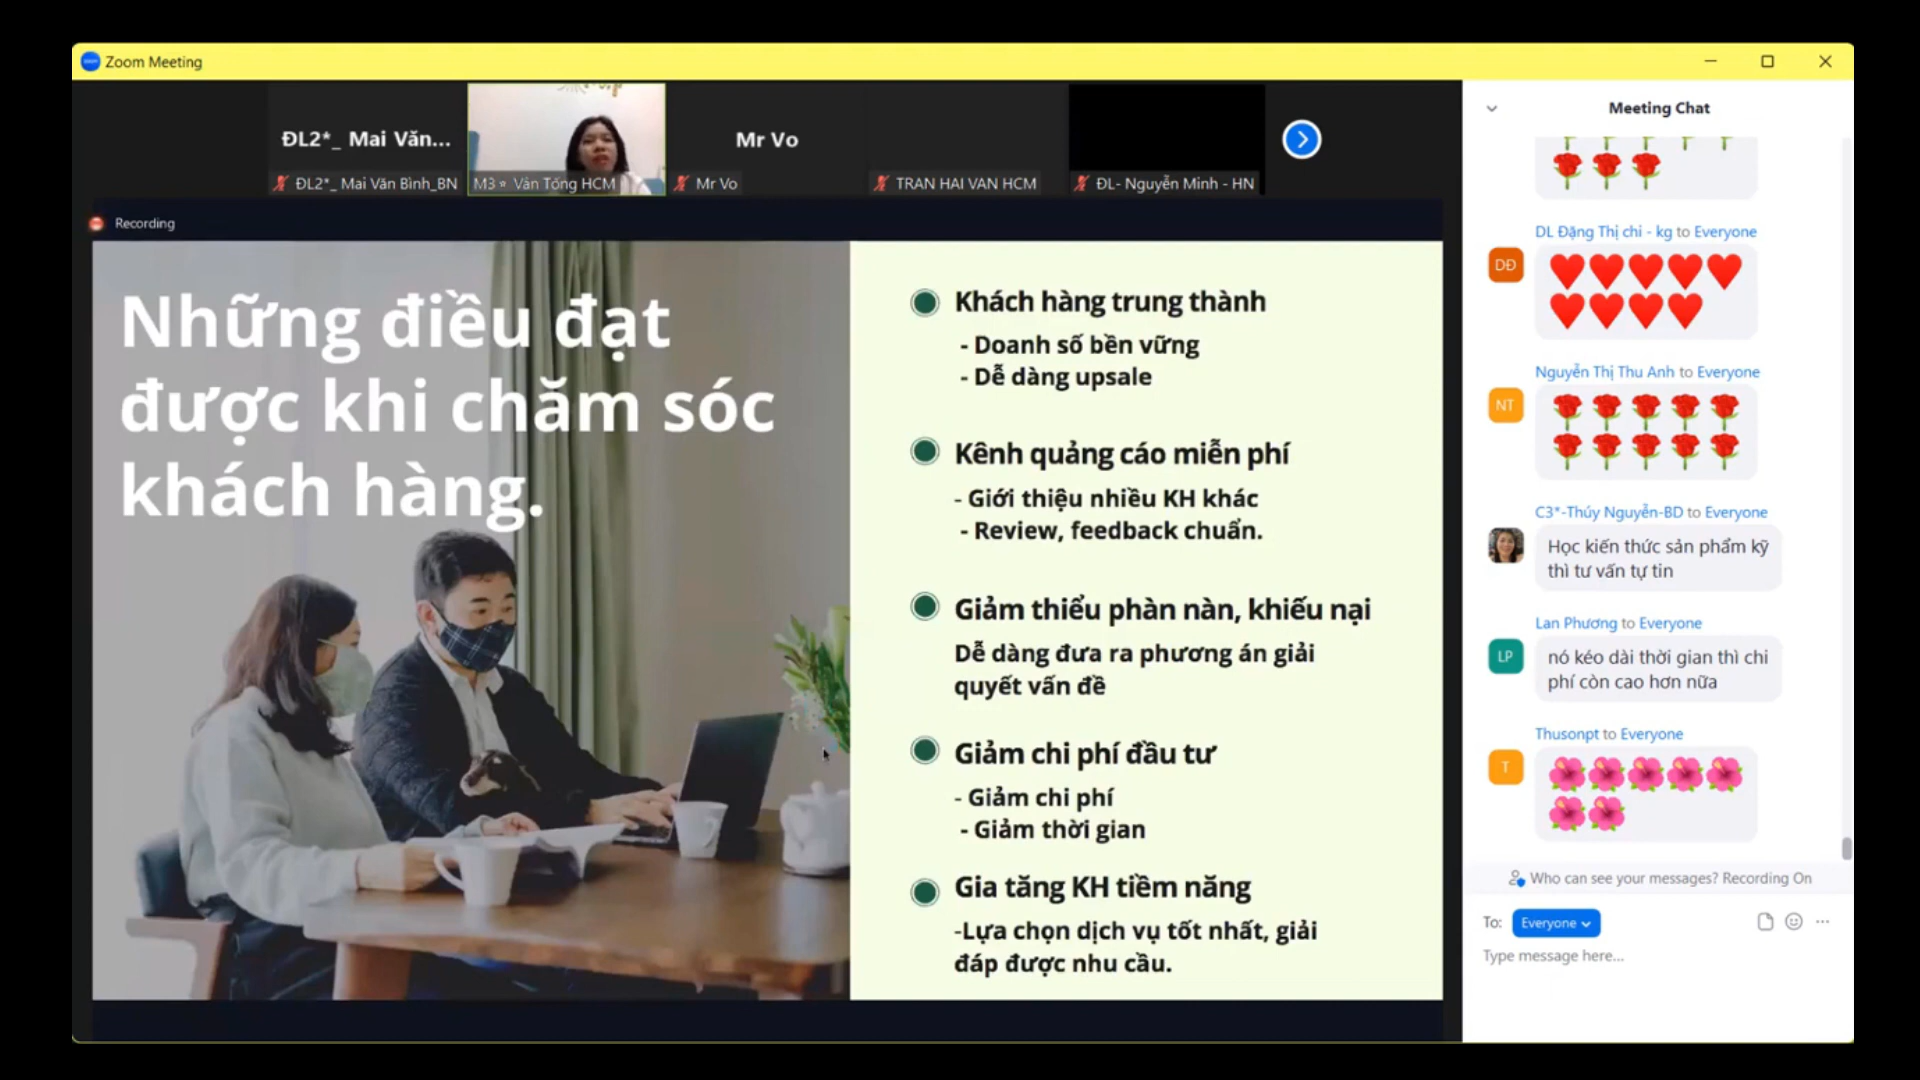 Zoom Meeting
ĐL2*_ Mai Văn...
Mr Vo
ĐL2*_ Mai Văn Bình_BN
M3⭐ Vân Tống HCM
Mr Vo
TRAN HAI VAN HCM
ĐL- Nguyễn Minh - HN
Recording
Những điều đạt
được khi chăm sóc
khách hàng.
Khách hàng trung thành
- Doanh số bền vững
- Dễ dàng upsale
Kênh quảng cáo miễn phí
- Giới thiệu nhiều KH khác
- Review, feedback chuẩn.
Giảm thiểu phàn nàn, khiếu nại
Dễ dàng đưa ra phương án giải
quyết vấn đề
Giảm chi phí đầu tư
- Giảm chi phí
- Giảm thời gian
Gia tăng KH tiềm năng
-Lựa chọn dịch vụ tốt nhất, giải
đáp được nhu cầu.
Meeting Chat
🌹🌹🌹
DL Đặng Thị chi - kg to Everyone
DĐ
❤❤❤❤❤
❤❤❤❤
Nguyễn Thị Thu Anh to Everyone
NT
🌹🌹🌹🌹🌹
🌹🌹🌹🌹🌹
C3*-Thúy Nguyễn-BD to Everyone
Học kiến thức sản phẩm kỹ
thì tư vấn tự tin
Lan Phương to Everyone
LP
nó kéo dài thời gian thì chi
phí còn cao hơn nữa
Thusonpt to Everyone
T
🌺🌺🌺🌺🌺
🌺🌺
Who can see your messages? Recording On
To: Everyone
Type message here...